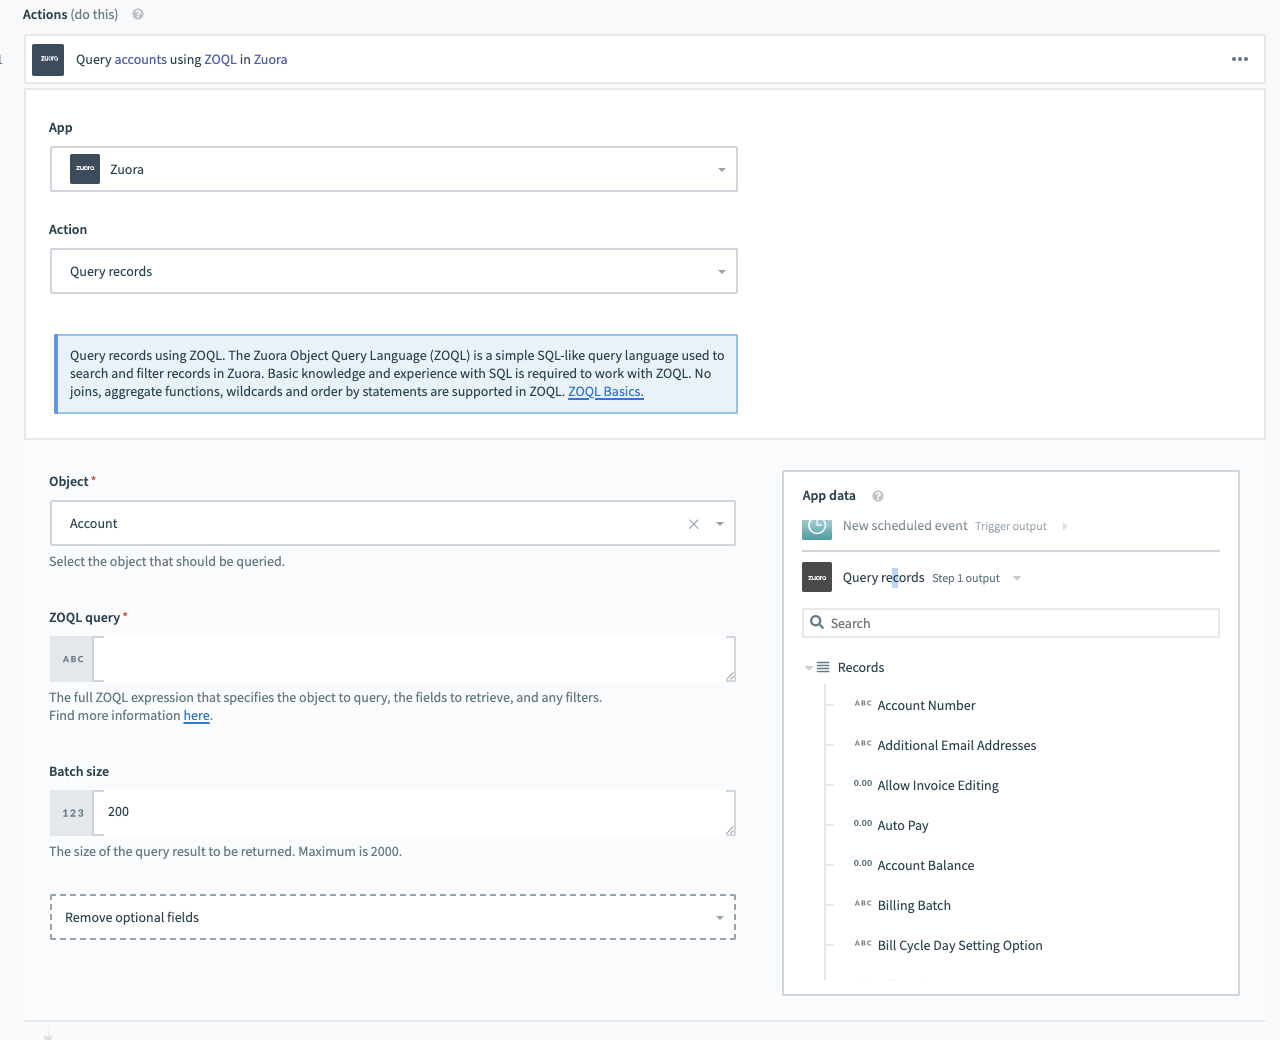 Actions (do this) ?
zuora Query accounts using ZOQL in Zuora
App
zuora Zuora
Action
Query records
Query records using ZOQL. The Zuora Object Query Language (ZOQL) is a simple SQL-like query language used to
search and filter records in Zuora. Basic knowledge and experience with SQL is required to work with ZOQL. No
joins, aggregate functions, wildcards and order by statements are supported in ZOQL. ZOQL Basics.
Object *
Account
Select the object that should be queried.
ZOQL query *
ABC
The full ZOQL expression that specifies the object to query, the fields to retrieve, and any filters.
Find more information here.
Batch size
123 200
The size of the query result to be returned. Maximum is 2000.
Remove optional fields
App data ?
New scheduled event Trigger output
zuora Query records Step 1 output
Search
Records
ABC Account Number
ABC Additional Email Addresses
0.00 Allow Invoice Editing
0.00 Auto Pay
0.00 Account Balance
ABC Billing Batch
ABC Bill Cycle Day Setting Option